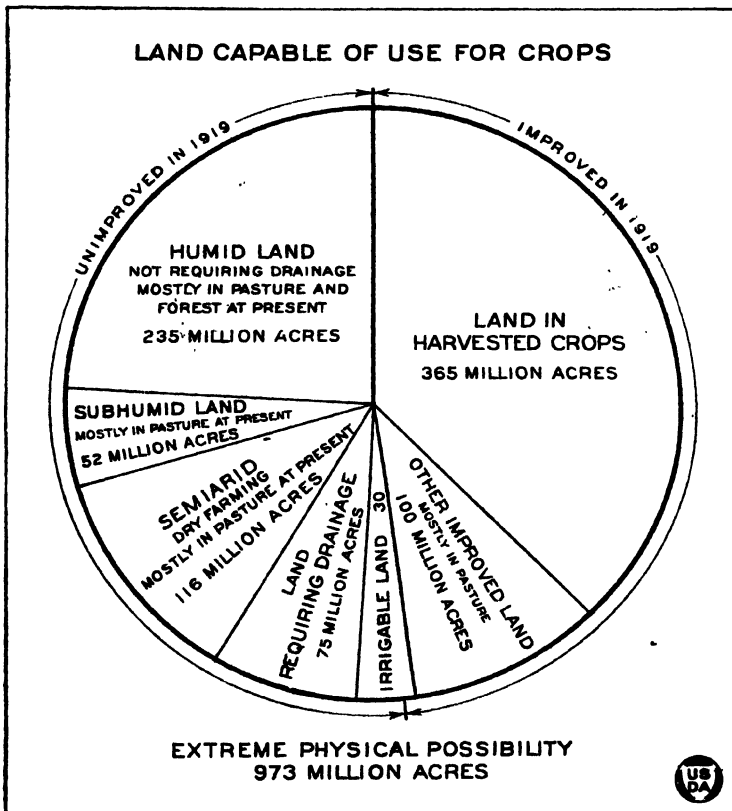 LAND CAPABLE OF USE FOR CROPS
UNIMPROVED IN 1919
IMPROVED IN 1919
HUMID LAND
NOT REQUIRING DRAINAGE
MOSTLY IN PASTURE AND
FOREST AT PRESENT
235 MILLION ACRES
LAND IN
HARVESTED CROPS
365 MILLION ACRES
SUBHUMID LAND
MOSTLY IN PASTURE AT PRESENT
52 MILLION ACRES
SEMIARID
DRY FARMING
MOSTLY IN PASTURE AT PRESENT
116 MILLION ACRES
LAND
REQUIRING DRAINAGE
75 MILLION ACRES
IRRIGABLE LAND 30
OTHER IMPROVED LAND
MOSTLY IN PASTURE
100 MILLION ACRES
EXTREME PHYSICAL POSSIBILITY
973 MILLION ACRES
US
DA